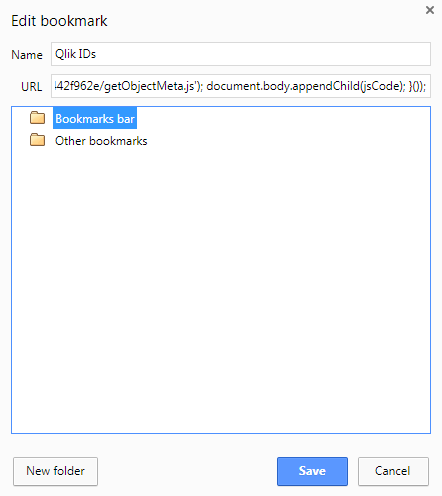 Edit bookmark
Name Qlik IDs
URL 42f962e/getObjectMeta.js'); document.body.appendChild(jsCode); }());
Bookmarks bar
Other bookmarks
New folder Save Cancel